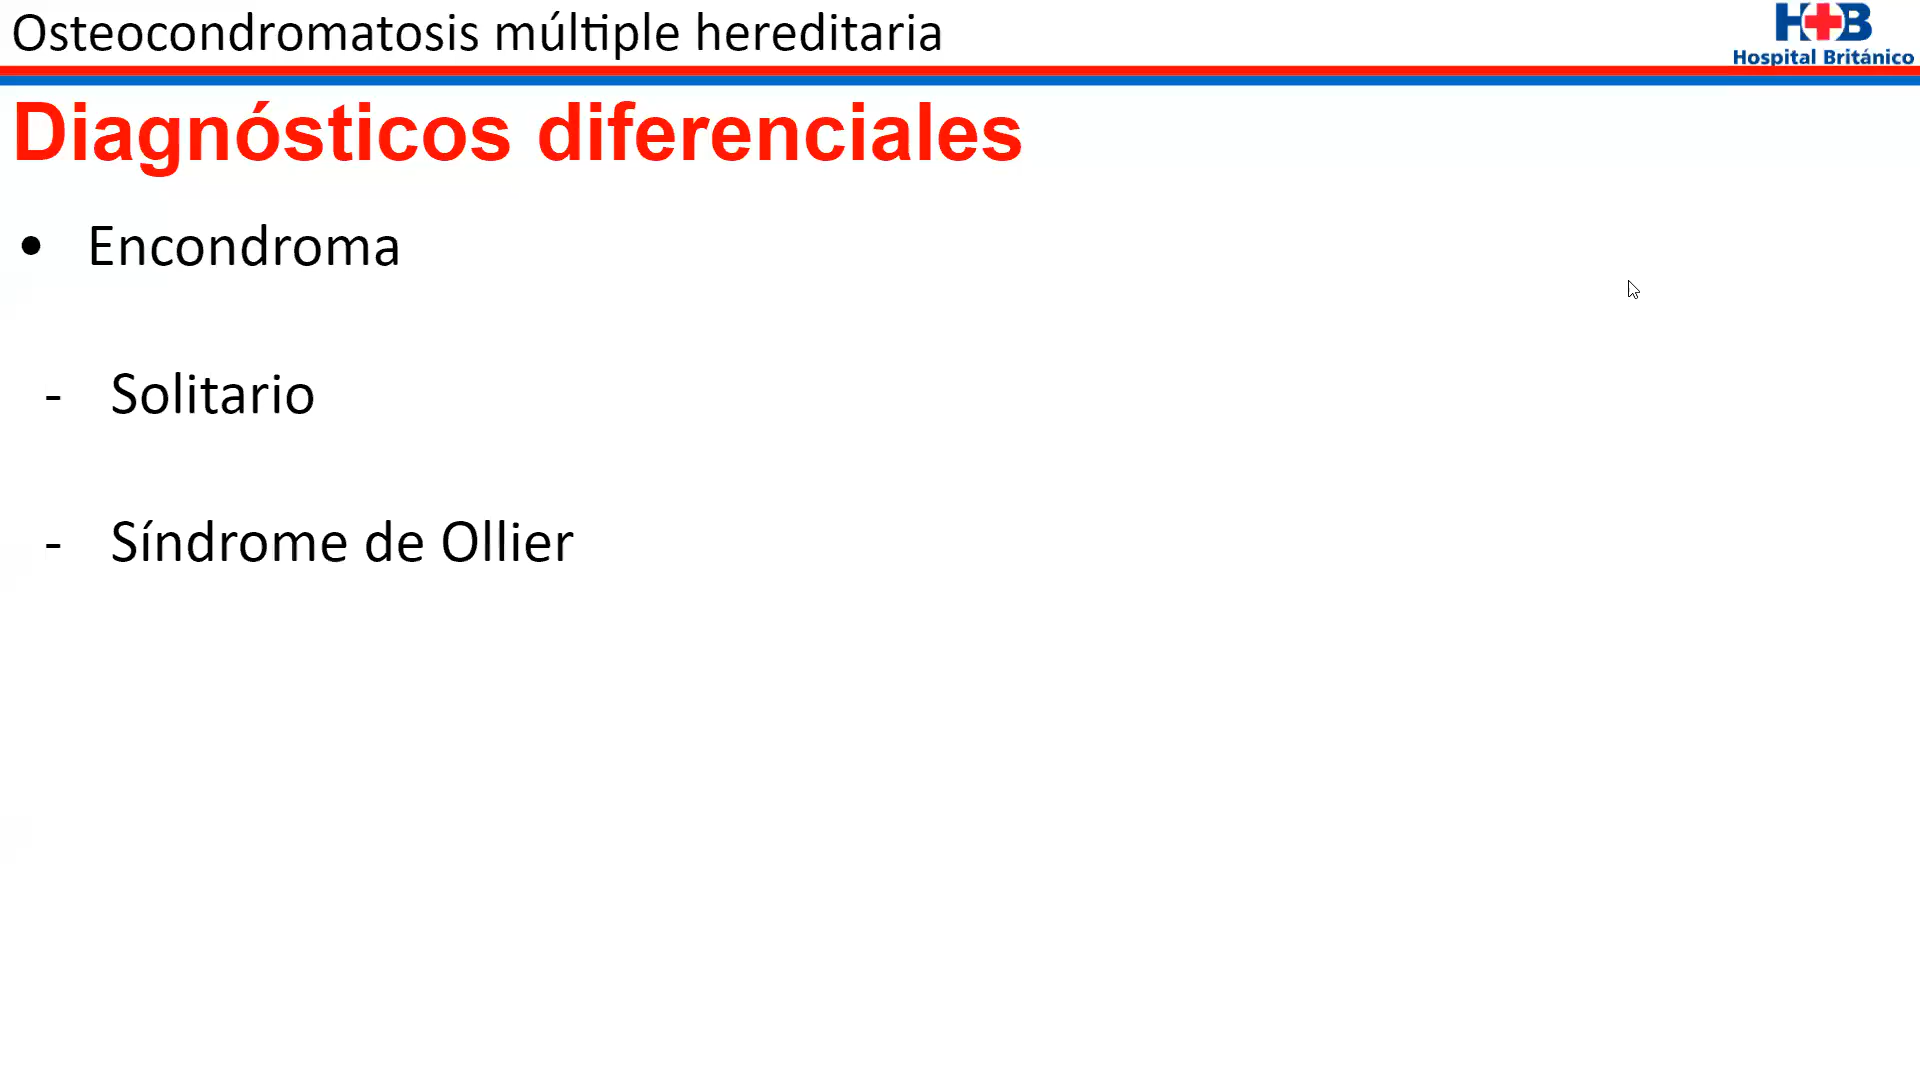 Osteocondromatosis múltiple hereditaria
H B
Hospital Británico
Diagnósticos diferenciales
• Encondroma
- Solitario
- Síndrome de Ollier